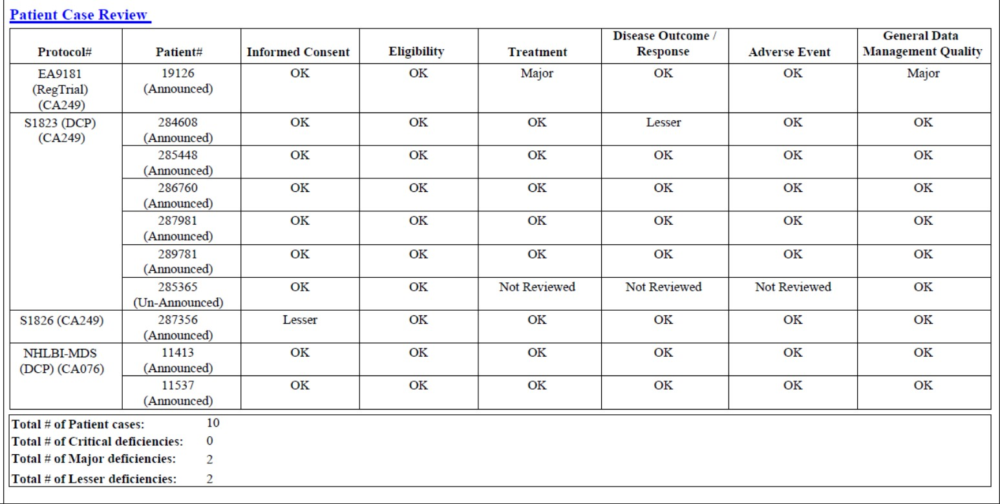 Patient Case Review
Protocol# Patient# Informed Consent Eligibility Treatment Disease Outcome / Response Adverse Event General Data Management Quality
EA9181 19126 OK OK Major OK OK Major
(RegTrial) (Announced)
(CA249)
S1823 (DCP) 284608 OK OK OK Lesser OK OK
(CA249) (Announced)
285448 OK OK OK OK OK OK
(Announced)
286760 OK OK OK OK OK OK
(Announced)
287981 OK OK OK OK OK OK
(Announced)
289781 OK OK OK OK OK OK
(Announced)
285365 OK OK Not Reviewed Not Reviewed Not Reviewed OK
(Un-Announced)
S1826 (CA249) 287356 Lesser OK OK OK OK OK
(Announced)
NHLBI-MDS 11413 OK OK OK OK OK OK
(DCP) (CA076) (Announced)
11537 OK OK OK OK OK OK
(Announced)
Total # of Patient cases: 10
Total # of Critical deficiencies: 0
Total # of Major deficiencies: 2
Total # of Lesser deficiencies: 2